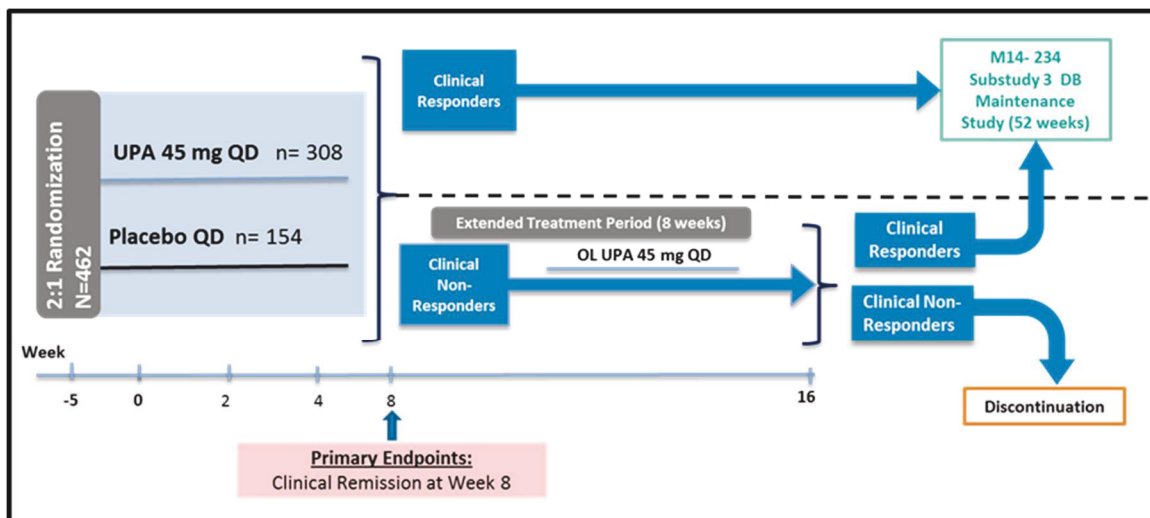 2:1 Randomization
N=462
UPA 45 mg QD n= 308
Placebo QD n= 154
Clinical
Responders
M14- 234
Substudy 3 DB
Maintenance
Study (52 weeks)
Extended Treatment Period (8 weeks)
OL UPA 45 mg QD
Clinical
Non-
Responders
Clinical
Responders
Clinical Non-
Responders
Discontinuation
Week
-5 0 2 4 8 16
Primary Endpoints:
Clinical Remission at Week 8